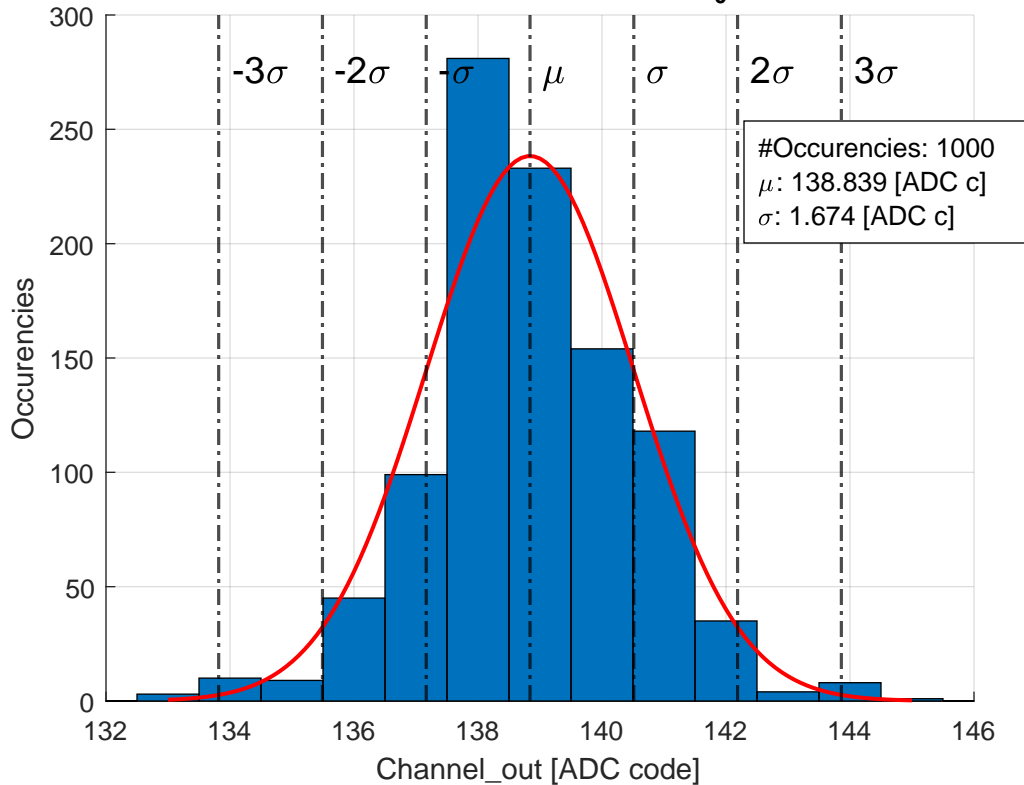 300
250
200
150
100
50
0
-3σ -2σ -σ μ σ 2σ 3σ
#Occurencies: 1000
μ: 138.839 [ADC c]
σ: 1.674 [ADC c]
Occurencies
132 134 136 138 140 142 144 146
Channel_out [ADC code]